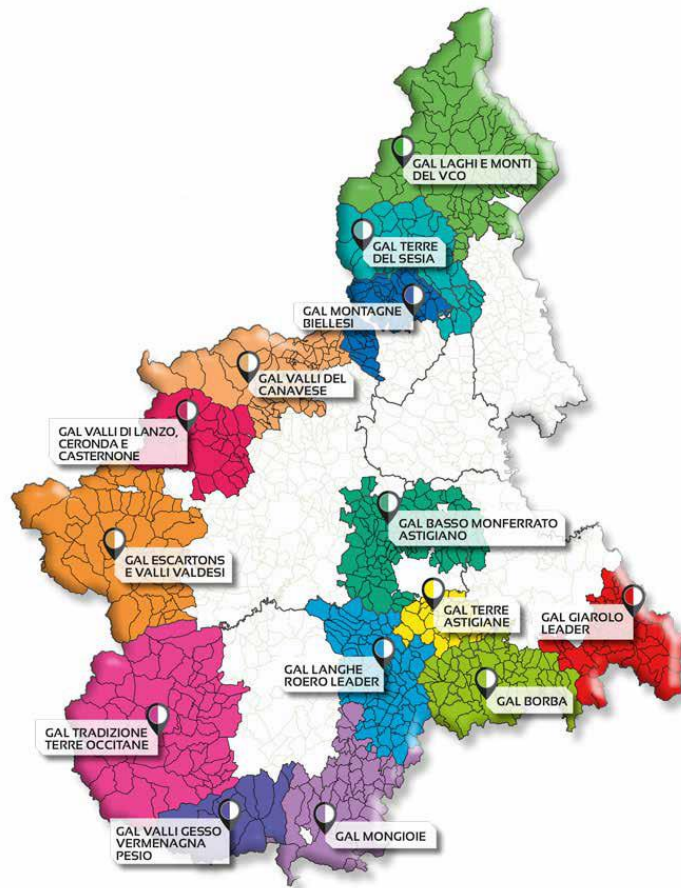 GAL LAGHI E MONTI
DEL VCO
GAL TERRE
DEL SESIA
GAL MONTAGNE
BIELLESI
GAL VALLI DEL
CANAVESE
GAL VALLI DI LANZO,
CERONDA E
CASTERNONE
GAL BASSO MONFERRATO
ASTIGIANO
GAL ESCARTONS
E VALLI VALDESI
GAL TERRE
ASTIGIANE
GAL GIAROLO
LEADER
GAL LANGHE
ROERO LEADER
GAL BORBA
GAL TRADIZIONE
TERRE OCCITANE
GAL VALLI GESSO
VERMENAGNA
PESIO
GAL MONGIOIE